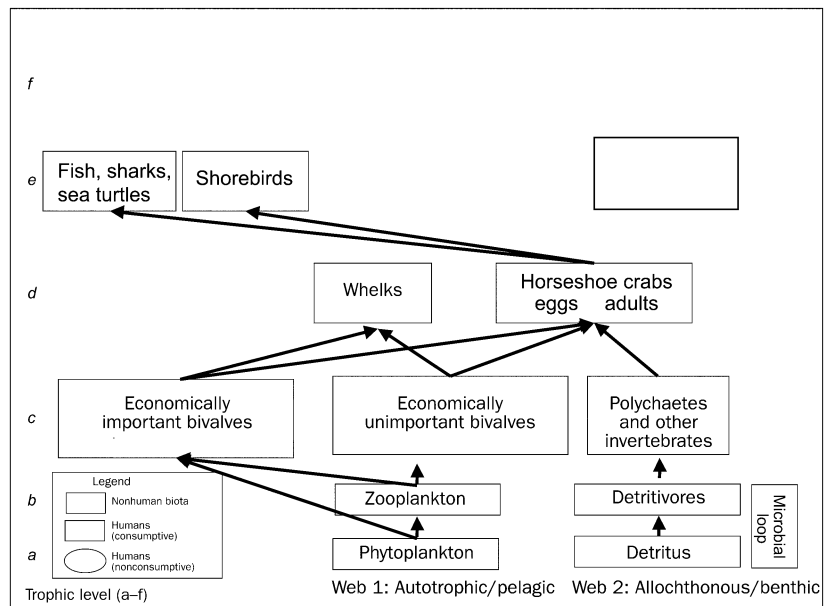 f
e
Fish, sharks,
sea turtles
Shorebirds
d
Whelks
Horseshoe crabs
eggs adults
c
Economically
important bivalves
Economically
unimportant bivalves
Polychaetes
and other
invertebrates
Legend
Nonhuman biota
Humans
(consumptive)
Humans
(nonconsumptive)
b
Zooplankton
Detritivores
Microbial
loop
a
Phytoplankton
Detritus
Trophic level (a–f)
Web 1: Autotrophic/pelagic
Web 2: Allochthonous/benthic